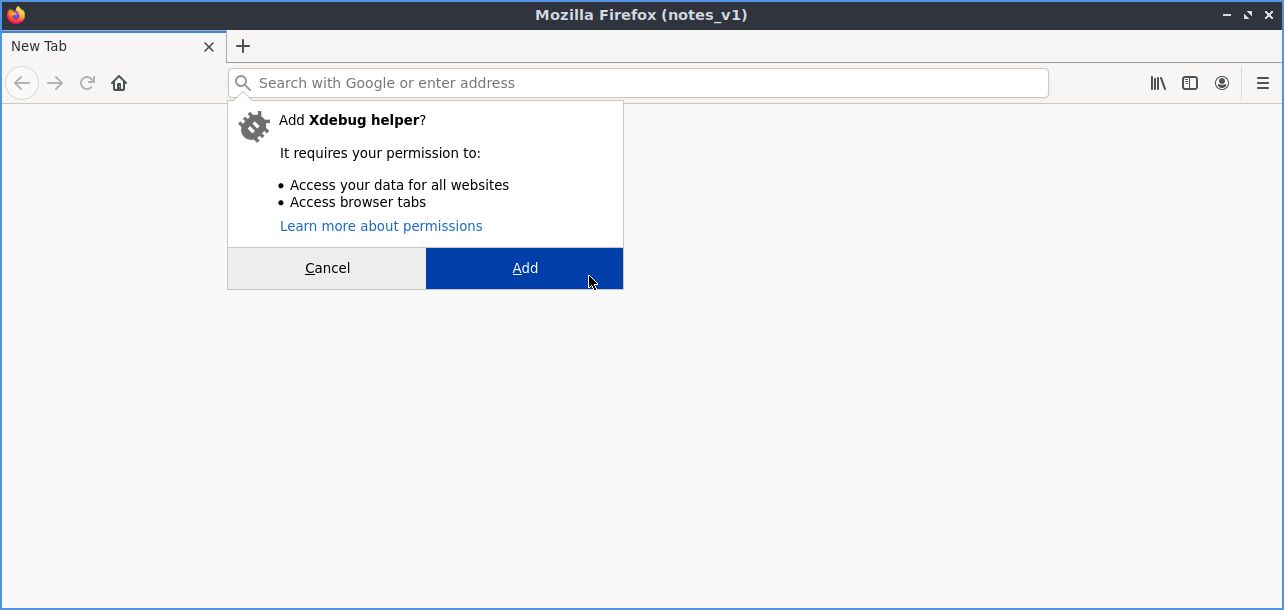 Mozilla Firefox (notes_v1)
New Tab
Search with Google or enter address
Add Xdebug helper?
It requires your permission to:
• Access your data for all websites
• Access browser tabs
Learn more about permissions
Cancel
Add